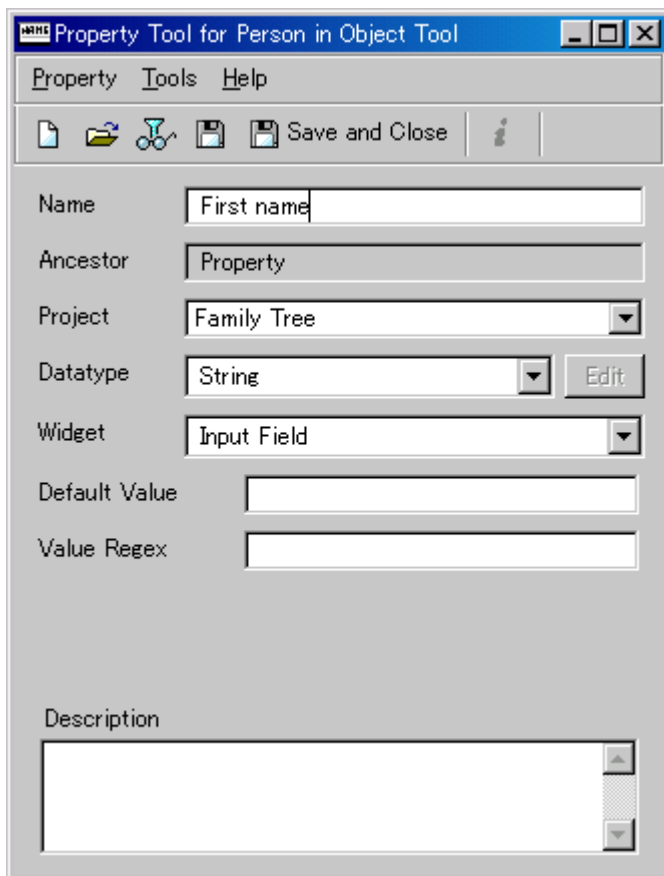 NAME Property Tool for Person in Object Tool
Property Tools Help
Save and Close i
Name First name
Ancestor Property
Project Family Tree
Datatype String Edit
Widget Input Field
Default Value
Value Regex
Description